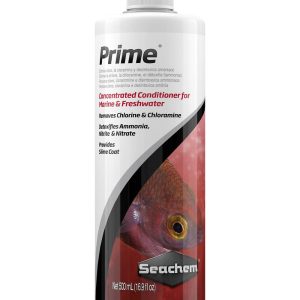 Prime®
Concentrated Conditioner for
Marine & Freshwater
Removes Chlorine & Chloramine
Detoxifies Ammonia,
Nitrite & Nitrate
Provides
Slime Coat
Seachem®
Net 500 mL (16.9 fl oz)